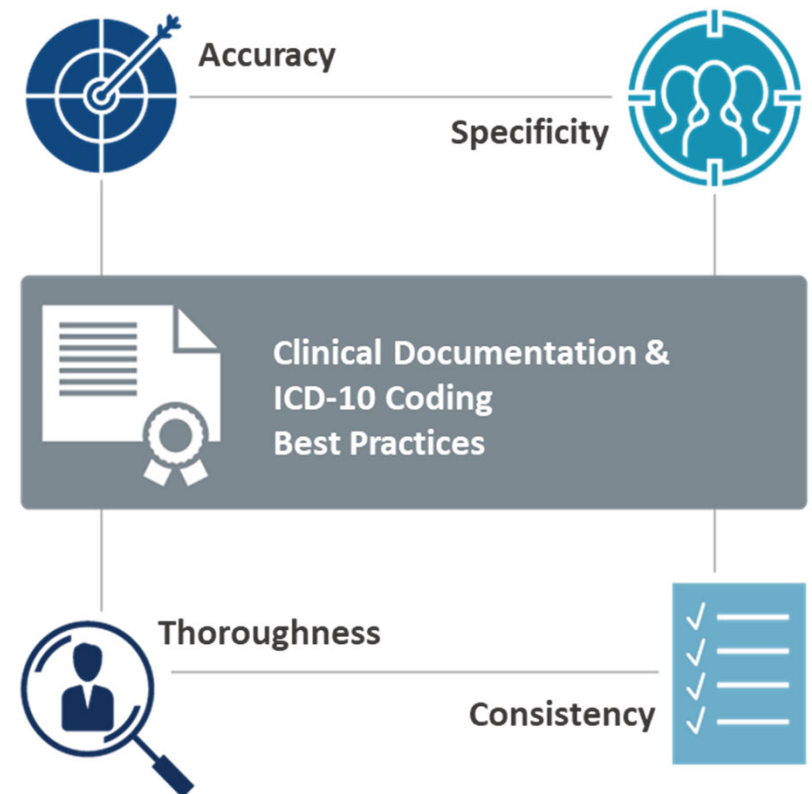 Accuracy
Specificity
Clinical Documentation &
ICD-10 Coding
Best Practices
Thoroughness
Consistency